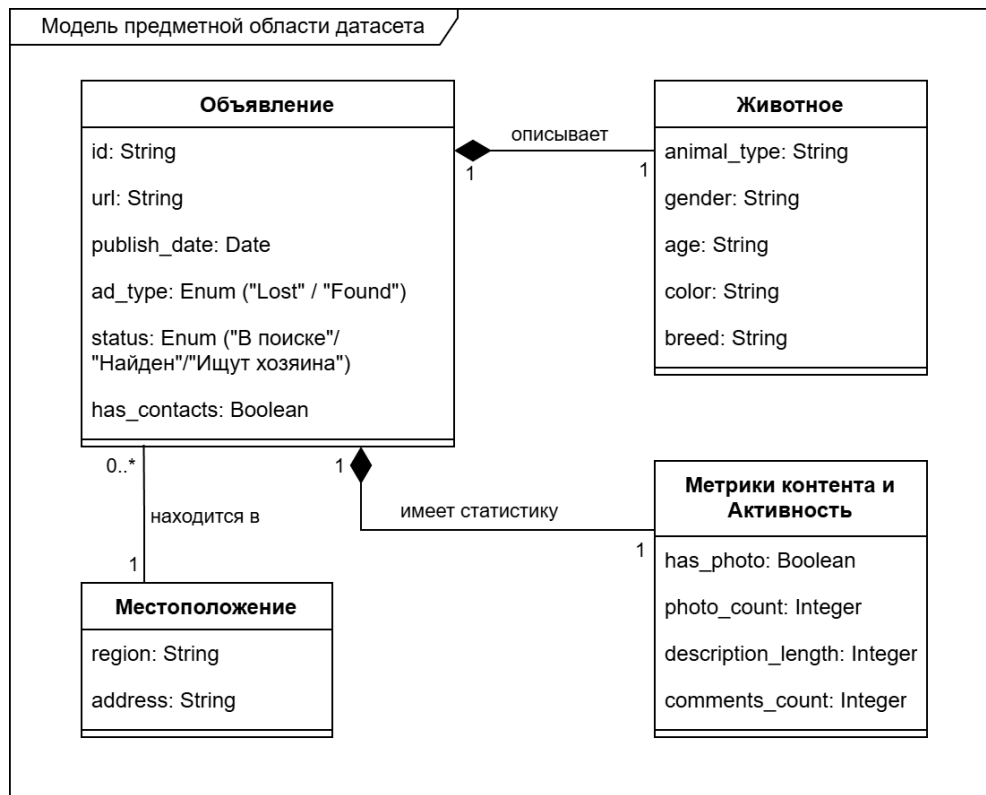 Модель предметной области датасета
Объявление
id: String
url: String
publish_date: Date
ad_type: Enum ("Lost" / "Found")
status: Enum ("В поиске"/
"Найден"/"Ищут хозяина")
has_contacts: Boolean
описывает
1
1
Животное
animal_type: String
gender: String
age: String
color: String
breed: String
0..*
находится в
1
1
имеет статистику
1
Местоположение
region: String
address: String
Метрики контента и
Активность
has_photo: Boolean
photo_count: Integer
description_length: Integer
comments_count: Integer